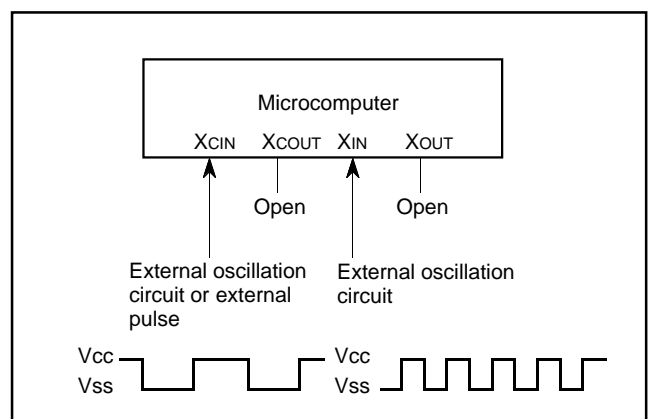 Microcomputer
XCIN XCOUT XIN XOUT
Open Open
External oscillation
circuit or external
pulse
External oscillation
circuit
Vcc
Vss
Vcc
Vss